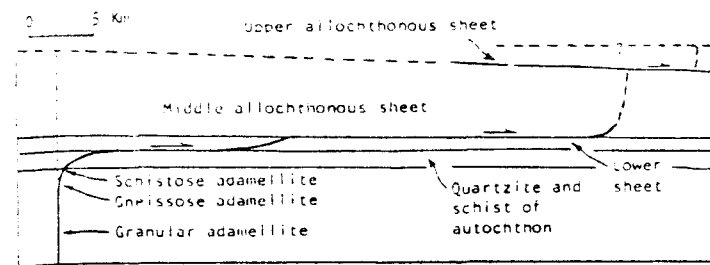 0 5 Km
Upper allochthonous sheet
Middle allochthonous sheet
Lower
sheet
Schistose adamellite
Gneissose adamellite
Granular adamellite
Quartzite and
schist of
autochthon